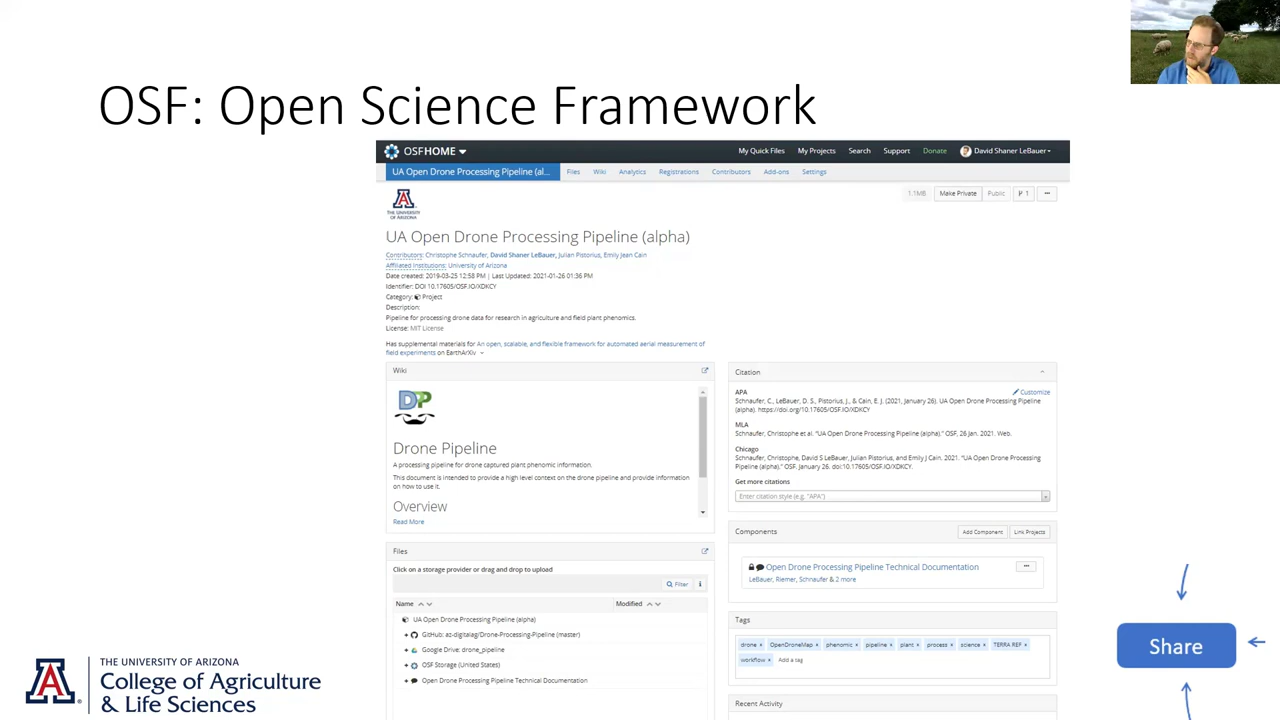 OSF: Open Science Framework
OSFHOME
My Quick Files
My Projects
Search
Support
Donate
David Shaner LeBauer
UA Open Drone Processing Pipeline (al...
Files
Wiki
Analytics
Registrations
Contributors
Add-ons
Settings
THE UNIVERSITY
OF ARIZONA
1.1MB
Make Private
Public
1
UA Open Drone Processing Pipeline (alpha)
Contributors: Christophe Schnaufer, David Shaner LeBauer, Julian Pistorius, Emily Jean Cain
Affiliated Institutions: University of Arizona
Date created: 2019-03-25 12:58 PM | Last Updated: 2021-01-26 01:36 PM
Identifier: DOI 10.17605/OSF.IO/XDKCY
Category: Project
Description:
Pipeline for processing drone data for research in agriculture and field plant phenomics.
License: MIT License
Has supplemental materials for An open, scalable, and flexible framework for automated aerial measurement of
field experiments on EarthArXiv
Wiki
DP
Drone Pipeline
A processing pipeline for drone captured plant phenomic information.
This document is intended to provide a high level context on the drone pipeline and provide information
on how to use it.
Overview
Read More
Files
Click on a storage provider or drag and drop to upload
Filter
i
Name
Modified
UA Open Drone Processing Pipeline (alpha)
GitHub: az-digitalag/Drone-Processing-Pipeline (master)
Google Drive: drone_pipeline
OSF Storage (United States)
Open Drone Processing Pipeline Technical Documentation
Citation
APA
Customize
Schnaufer, C., LeBauer, D. S., Pistorius, J., & Cain, E. J. (2021, January 26). UA Open Drone Processing Pipeline
(alpha). https://doi.org/10.17605/OSF.IO/XDKCY
MLA
Schnaufer, Christophe et al. "UA Open Drone Processing Pipeline (alpha)." OSF, 26 Jan. 2021. Web.
Chicago
Schnaufer, Christophe, David S LeBauer, Julian Pistorius, and Emily J Cain. 2021. "UA Open Drone Processing
Pipeline (alpha)." OSF. January 26. doi:10.17605/OSF.IO/XDKCY.
Get more citations
Enter citation style (e.g. "APA")
Components
Add Component
Link Projects
Open Drone Processing Pipeline Technical Documentation
LeBauer, Riemer, Schnaufer & 2 more
Tags
drone x OpenDroneMap x phenomic x pipeline x plant x process x science x TERRA REF x
workflow x Add a tag
Recent Activity
Share
A
THE UNIVERSITY OF ARIZONA
College of Agriculture
& Life Sciences